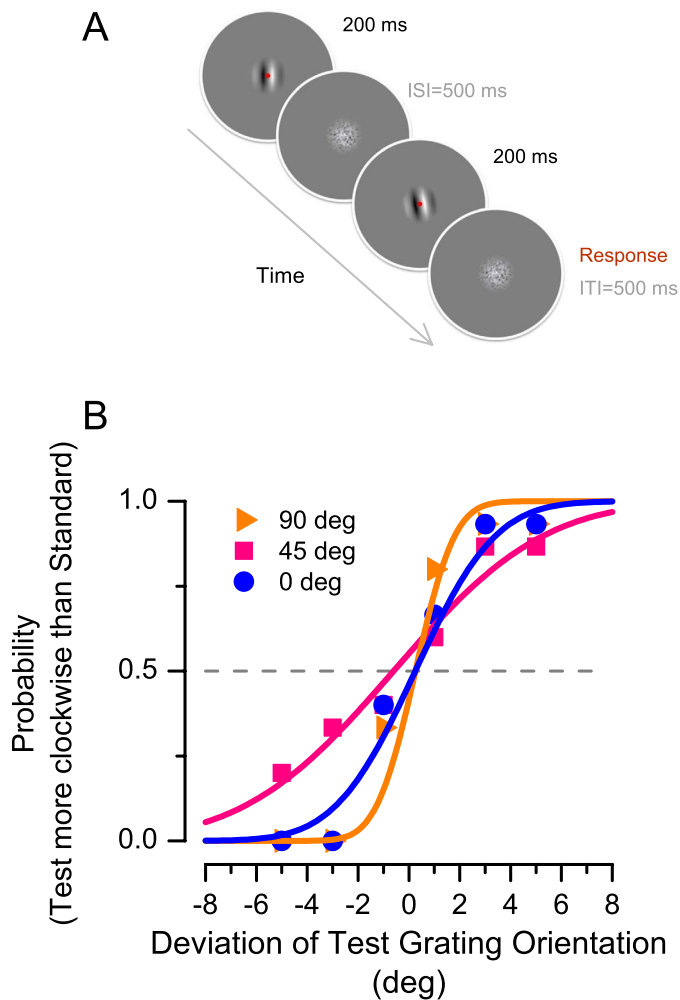 A
200 ms
ISI=500 ms
200 ms
Response
ITI=500 ms
Time
B
Probability
(Test more clockwise than Standard)
1.0
0.5
0.0
90 deg
45 deg
0 deg
-8 -6 -4 -2 0 2 4 6 8
Deviation of Test Grating Orientation
(deg)